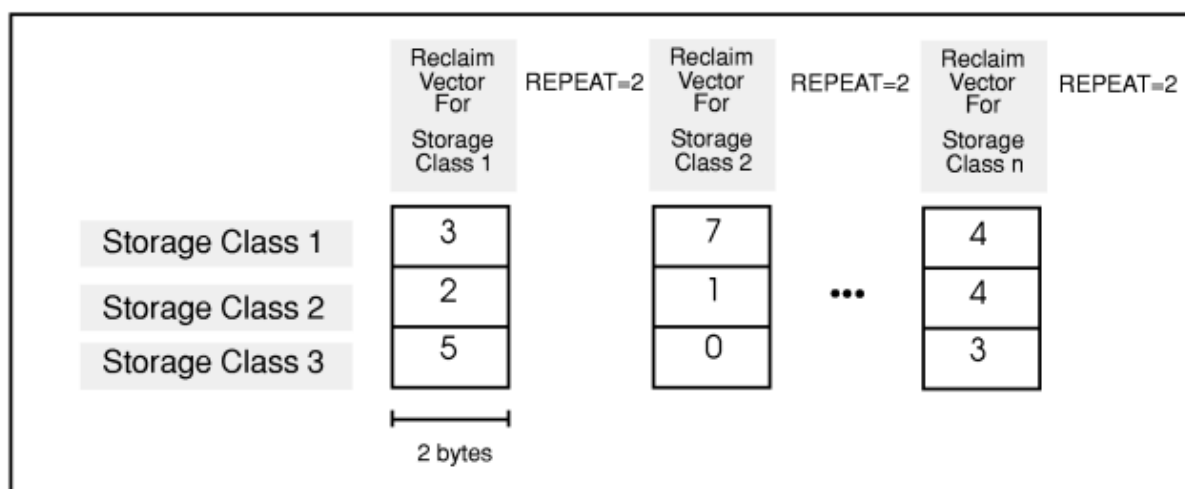 Reclaim
Vector
For
Storage
Class 1
REPEAT=2
Reclaim
Vector
For
Storage
Class 2
REPEAT=2
Reclaim
Vector
For
Storage
Class n
REPEAT=2
Storage Class 1
3
7
4
Storage Class 2
2
1
•••
4
Storage Class 3
5
0
3
2 bytes